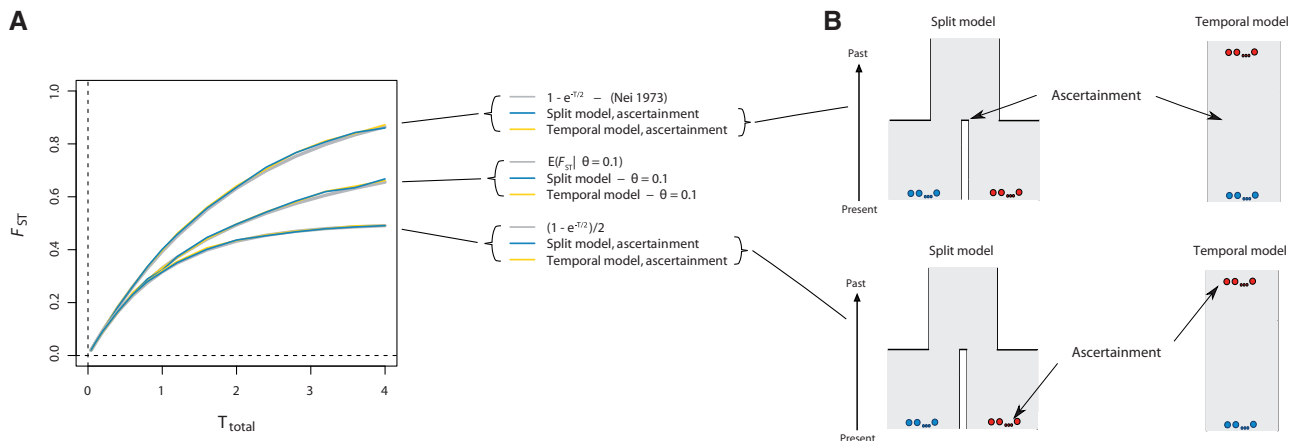 A
F_ST
1.0
0.8
0.6
0.4
0.2
0.0
0 1 2 3 4
T_total
1 - e^-T/2 – (Nei 1973)
Split model, ascertainment
Temporal model, ascertainment
E(F_ST| θ = 0.1)
Split model – θ = 0.1
Temporal model – θ = 0.1
(1 - e^-T/2)/2
Split model, ascertainment
Temporal model, ascertainment
B
Split model
Temporal model
Past
Ascertainment
Present
Split model
Temporal model
Past
Ascertainment
Present